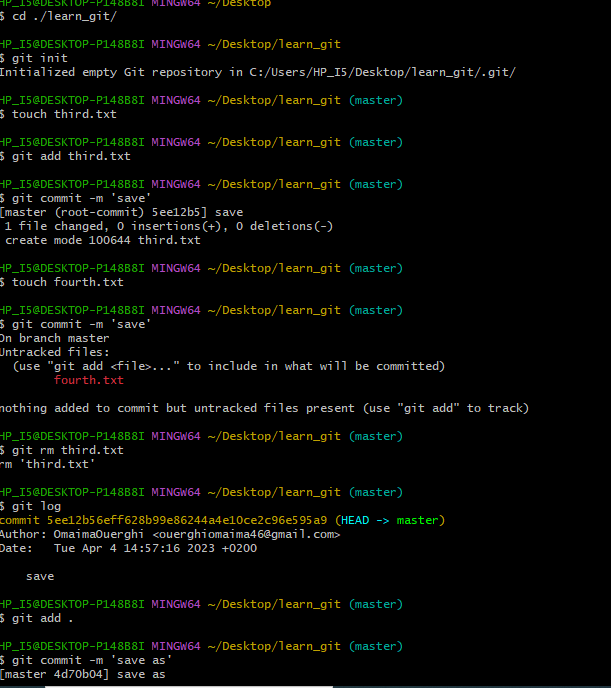 HP_I5@DESKTOP-P148B8I MINGW64 ~/Desktop
$ cd ./learn_git/
HP_I5@DESKTOP-P148B8I MINGW64 ~/Desktop/learn_git
$ git init
Initialized empty Git repository in C:/Users/HP_I5/Desktop/learn_git/.git/
HP_I5@DESKTOP-P148B8I MINGW64 ~/Desktop/learn_git (master)
$ touch third.txt
HP_I5@DESKTOP-P148B8I MINGW64 ~/Desktop/learn_git (master)
$ git add third.txt
HP_I5@DESKTOP-P148B8I MINGW64 ~/Desktop/learn_git (master)
$ git commit -m 'save'
[master (root-commit) 5ee12b5] save
1 file changed, 0 insertions(+), 0 deletions(-)
create mode 100644 third.txt
HP_I5@DESKTOP-P148B8I MINGW64 ~/Desktop/learn_git (master)
$ touch fourth.txt
HP_I5@DESKTOP-P148B8I MINGW64 ~/Desktop/learn_git (master)
$ git commit -m 'save'
On branch master
Untracked files:
(use "git add <file>..." to include in what will be committed)
fourth.txt
nothing added to commit but untracked files present (use "git add" to track)
HP_I5@DESKTOP-P148B8I MINGW64 ~/Desktop/learn_git (master)
$ git rm third.txt
rm 'third.txt'
HP_I5@DESKTOP-P148B8I MINGW64 ~/Desktop/learn_git (master)
$ git log
commit 5ee12b56eff628b99e86244a4e10ce2c96e595a9 (HEAD -> master)
Author: OmaimaOuerghi <ouerghiomaima46@gmail.com>
Date:   Tue Apr 4 14:57:16 2023 +0200
save
HP_I5@DESKTOP-P148B8I MINGW64 ~/Desktop/learn_git (master)
$ git add .
HP_I5@DESKTOP-P148B8I MINGW64 ~/Desktop/learn_git (master)
$ git commit -m 'save as'
[master 4d70b04] save as